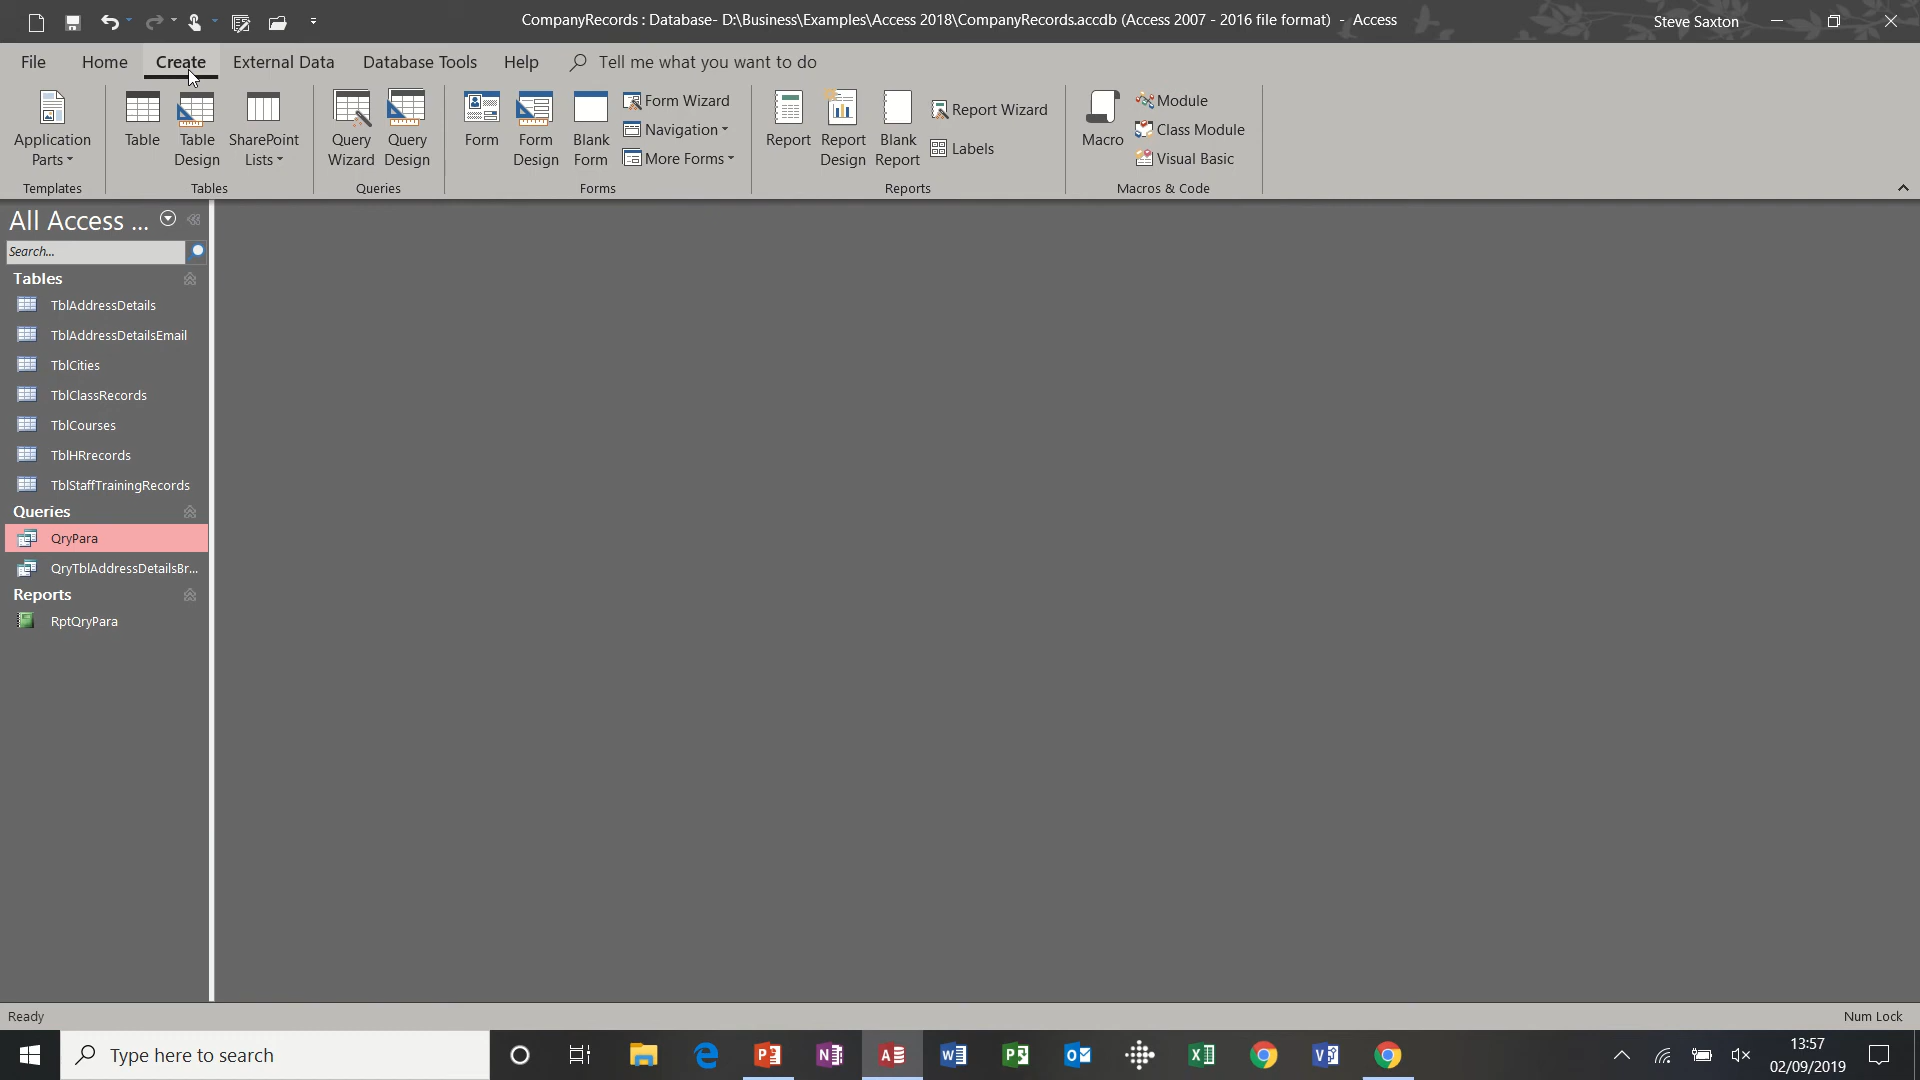 CompanyRecords : Database- D:\Business\Examples\Access 2018\CompanyRecords.accdb (Access 2007 - 2016 file format)  -  Access
Steve Saxton
File Home Create External Data Database Tools Help Tell me what you want to do
Application Parts
Templates
Table
Table Design
SharePoint Lists
Tables
Query Wizard
Query Design
Queries
Form
Form Design
Blank Form
Form Wizard
Navigation
More Forms
Forms
Report
Report Design
Blank Report
Report Wizard
Labels
Reports
Macro
Module
Class Module
Visual Basic
Macros & Code
All Access ...
Search...
Tables
TblAddressDetails
TblAddressDetailsEmail
TblCities
TblClassRecords
TblCourses
TblHRrecords
TblStaffTrainingRecords
Queries
QryPara
QryTblAddressDetailsBr...
Reports
RptQryPara
Ready
Num Lock
Type here to search
13:57
02/09/2019